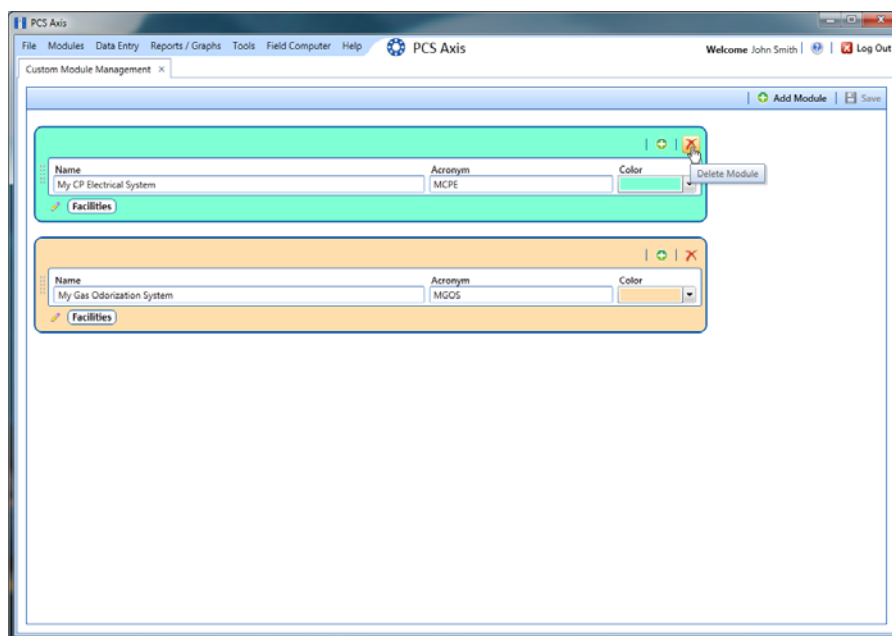 PCS Axis
File Modules Data Entry Reports / Graphs Tools Field Computer Help PCS Axis Welcome John Smith Log Out
Custom Module Management
Add Module Save
Name Acronym Color
My CP Electrical System MCPE
Delete Module
Facilities
Name Acronym Color
My Gas Odorization System MGOS
Facilities